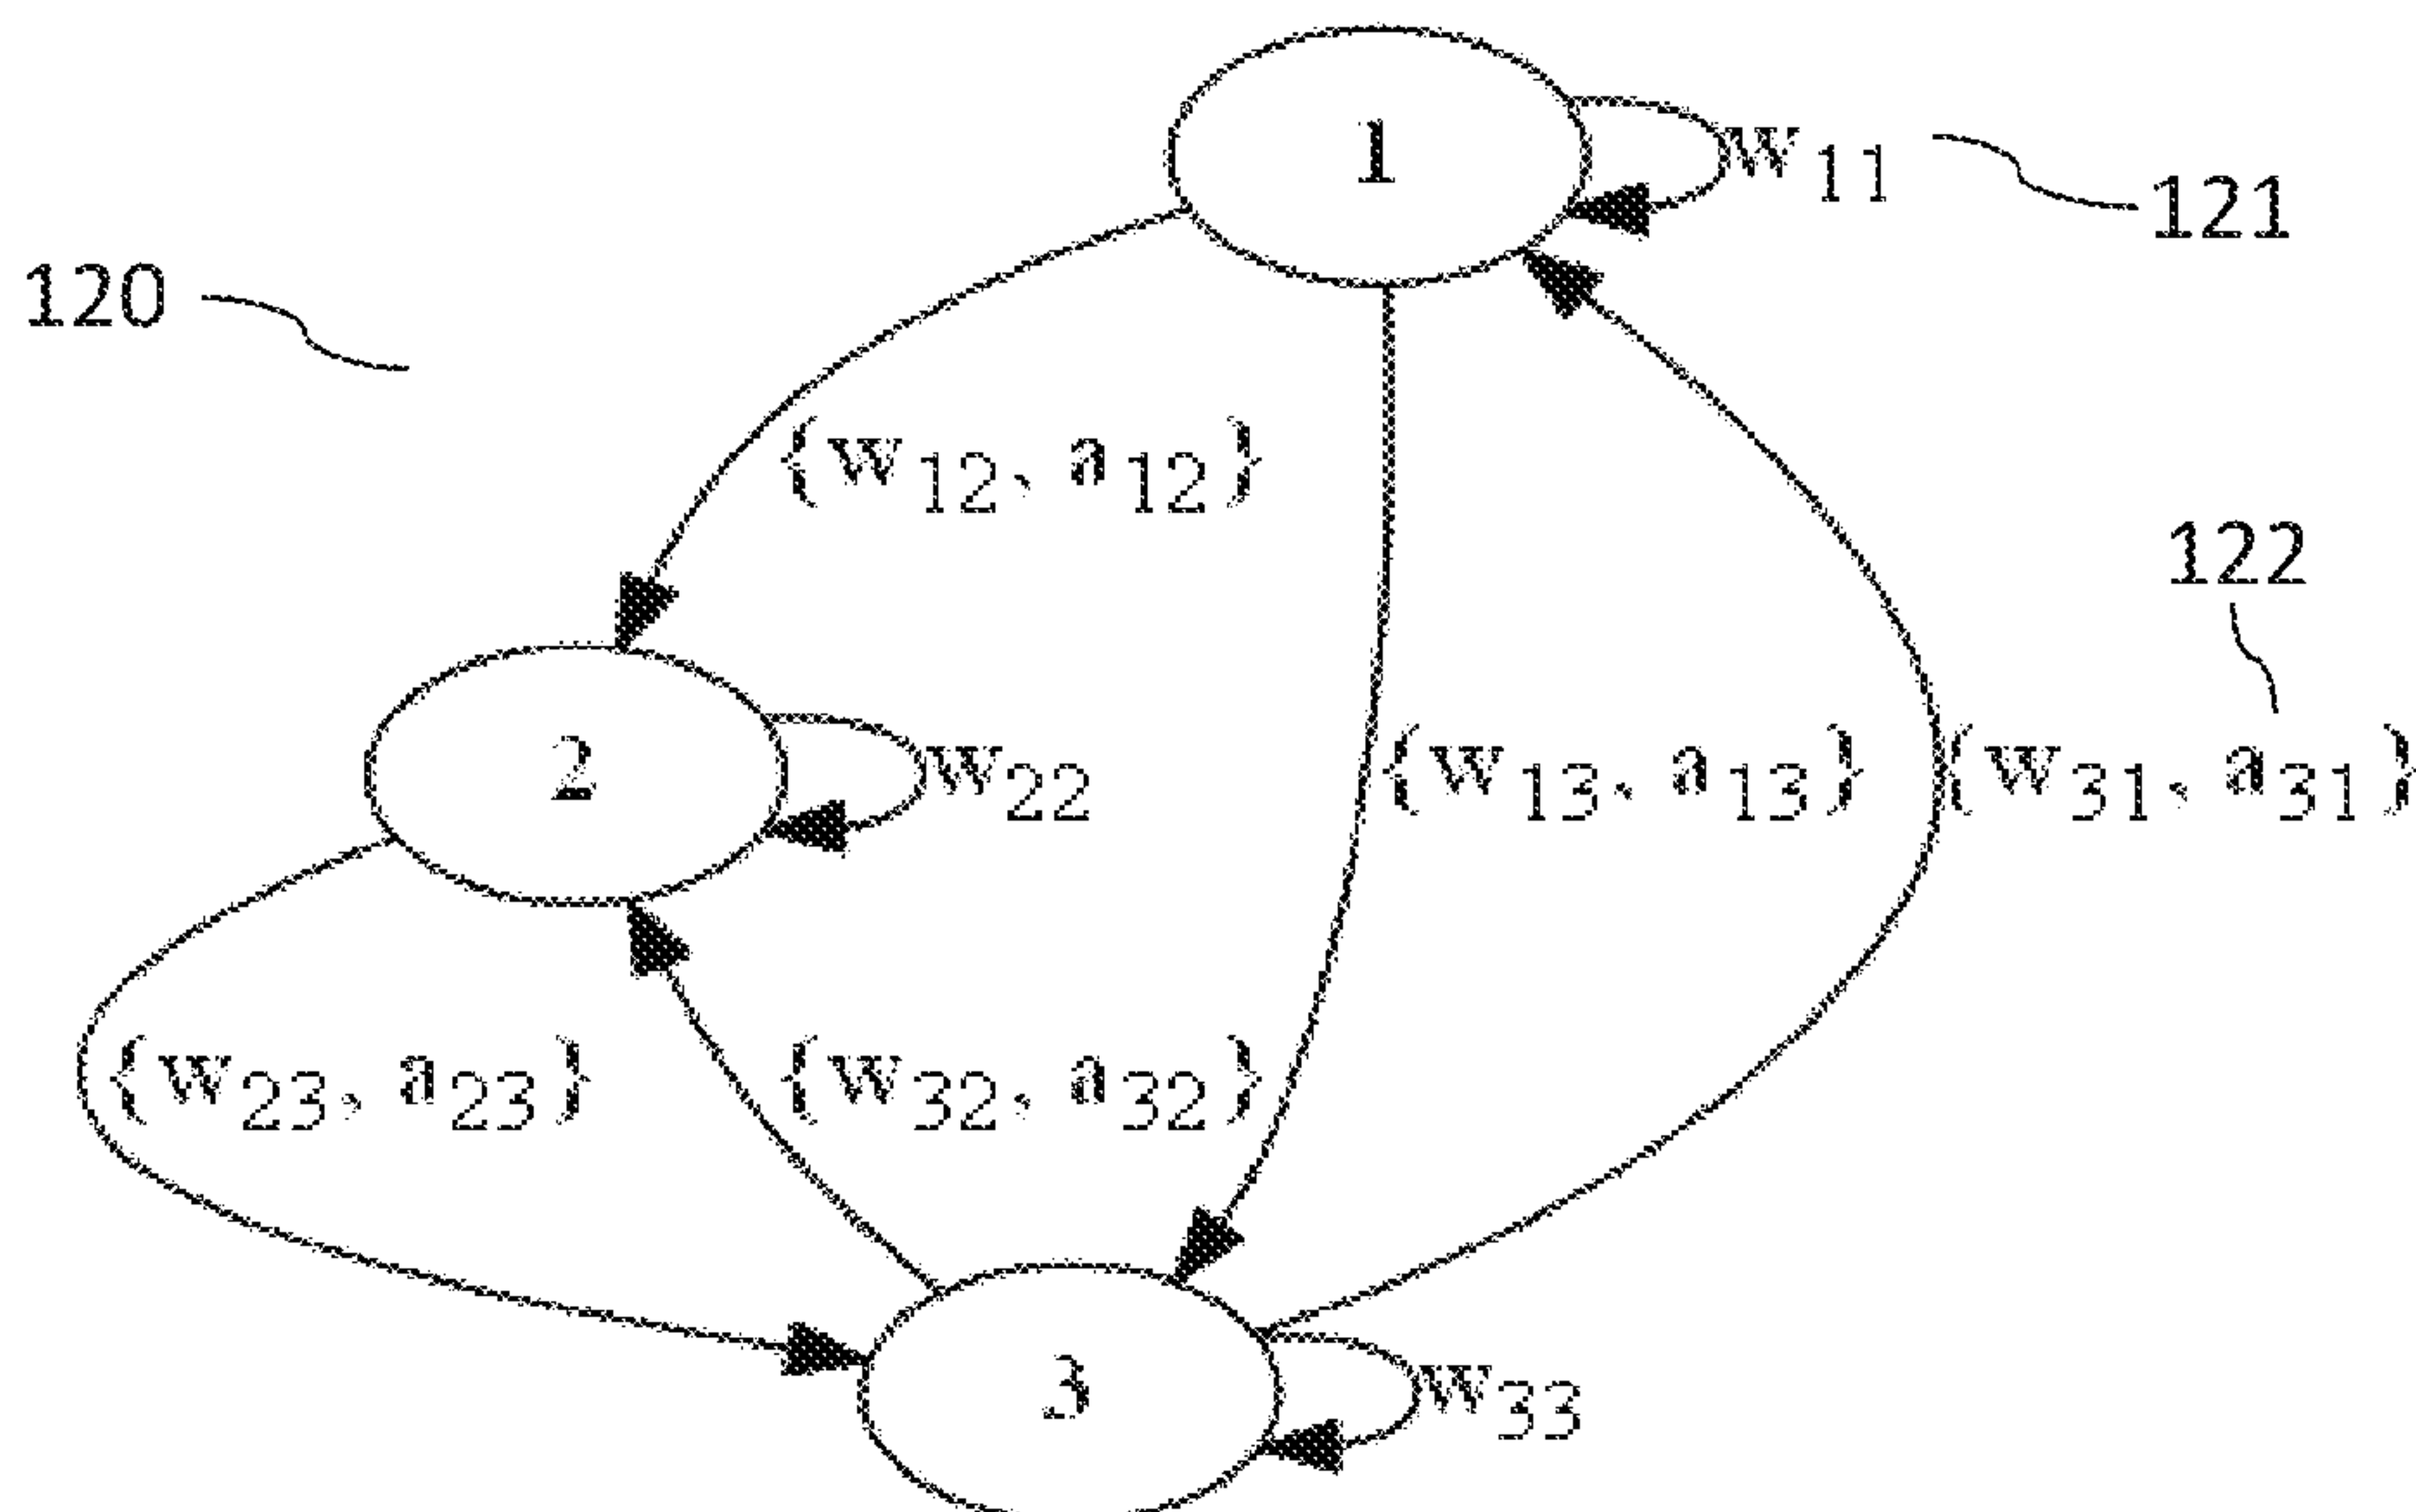 1
w11
121
120
{w12, a12}
122
2
w22
{w13, a13}
{w31, a31}
{w23, a23}
{w32, a32}
3
w33